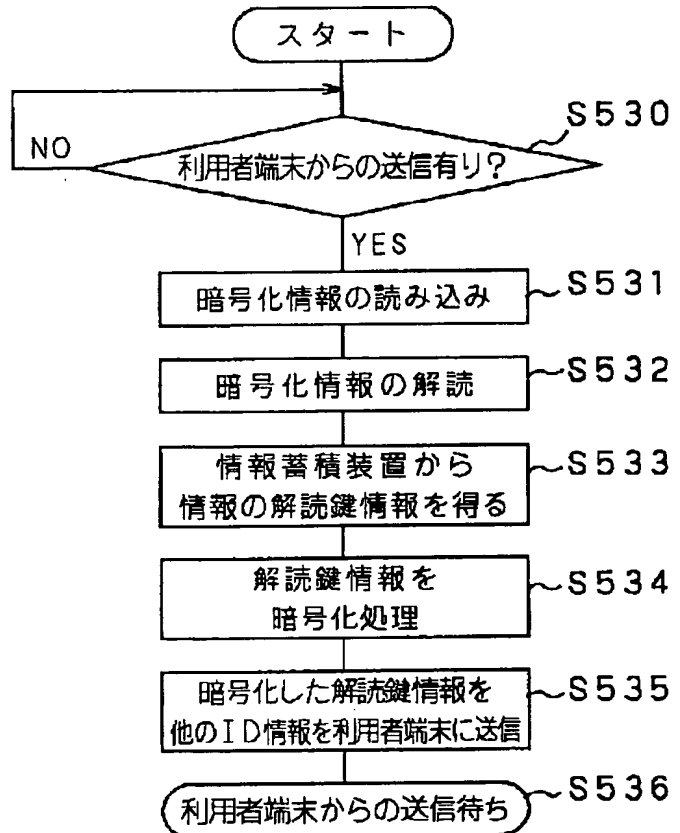 スタート
S530
NO
利用者端末からの送信有り?
YES
暗号化情報の読み込み
S531
暗号化情報の解読
S532
情報蓄積装置から
情報の解読鍵情報を得る
S533
解読鍵情報を
暗号化処理
S534
暗号化した解読鍵情報を
他のID情報を利用者端末に送信
S535
利用者端末からの送信待ち
S536